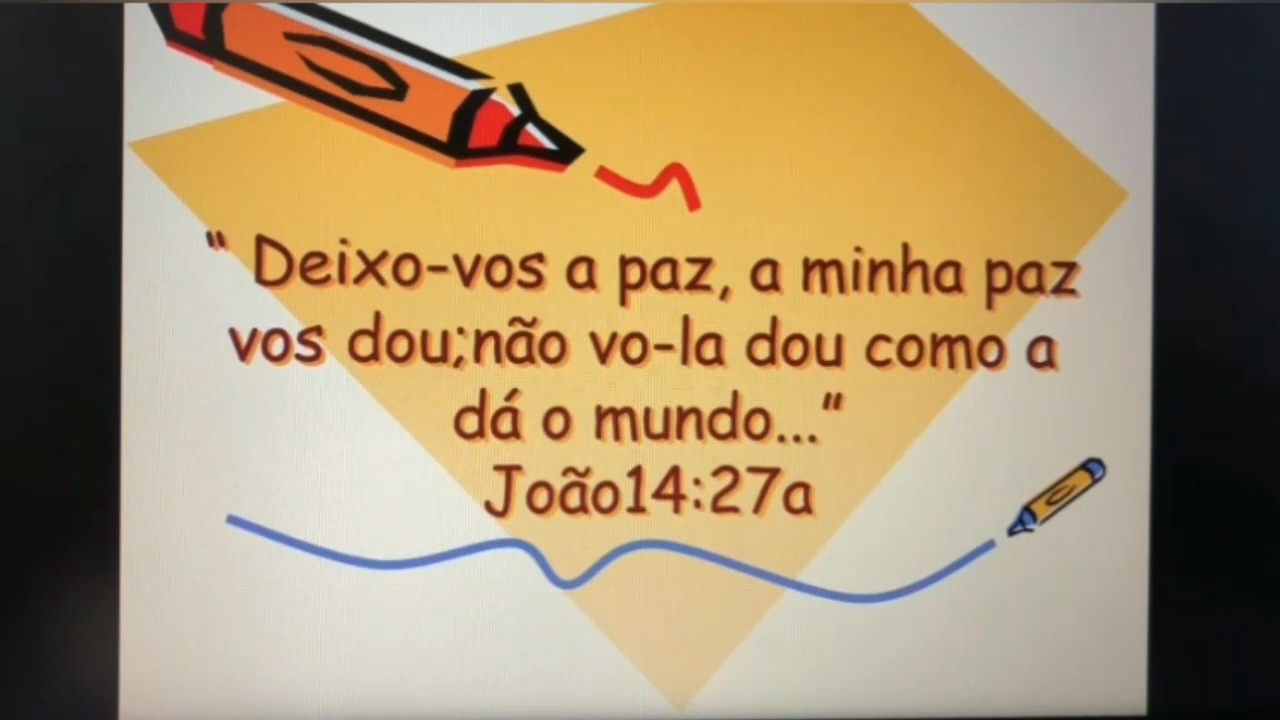 " Deixo-vos a paz, a minha paz
vos dou;não vo-la dou como a
dá o mundo..."
João14:27a